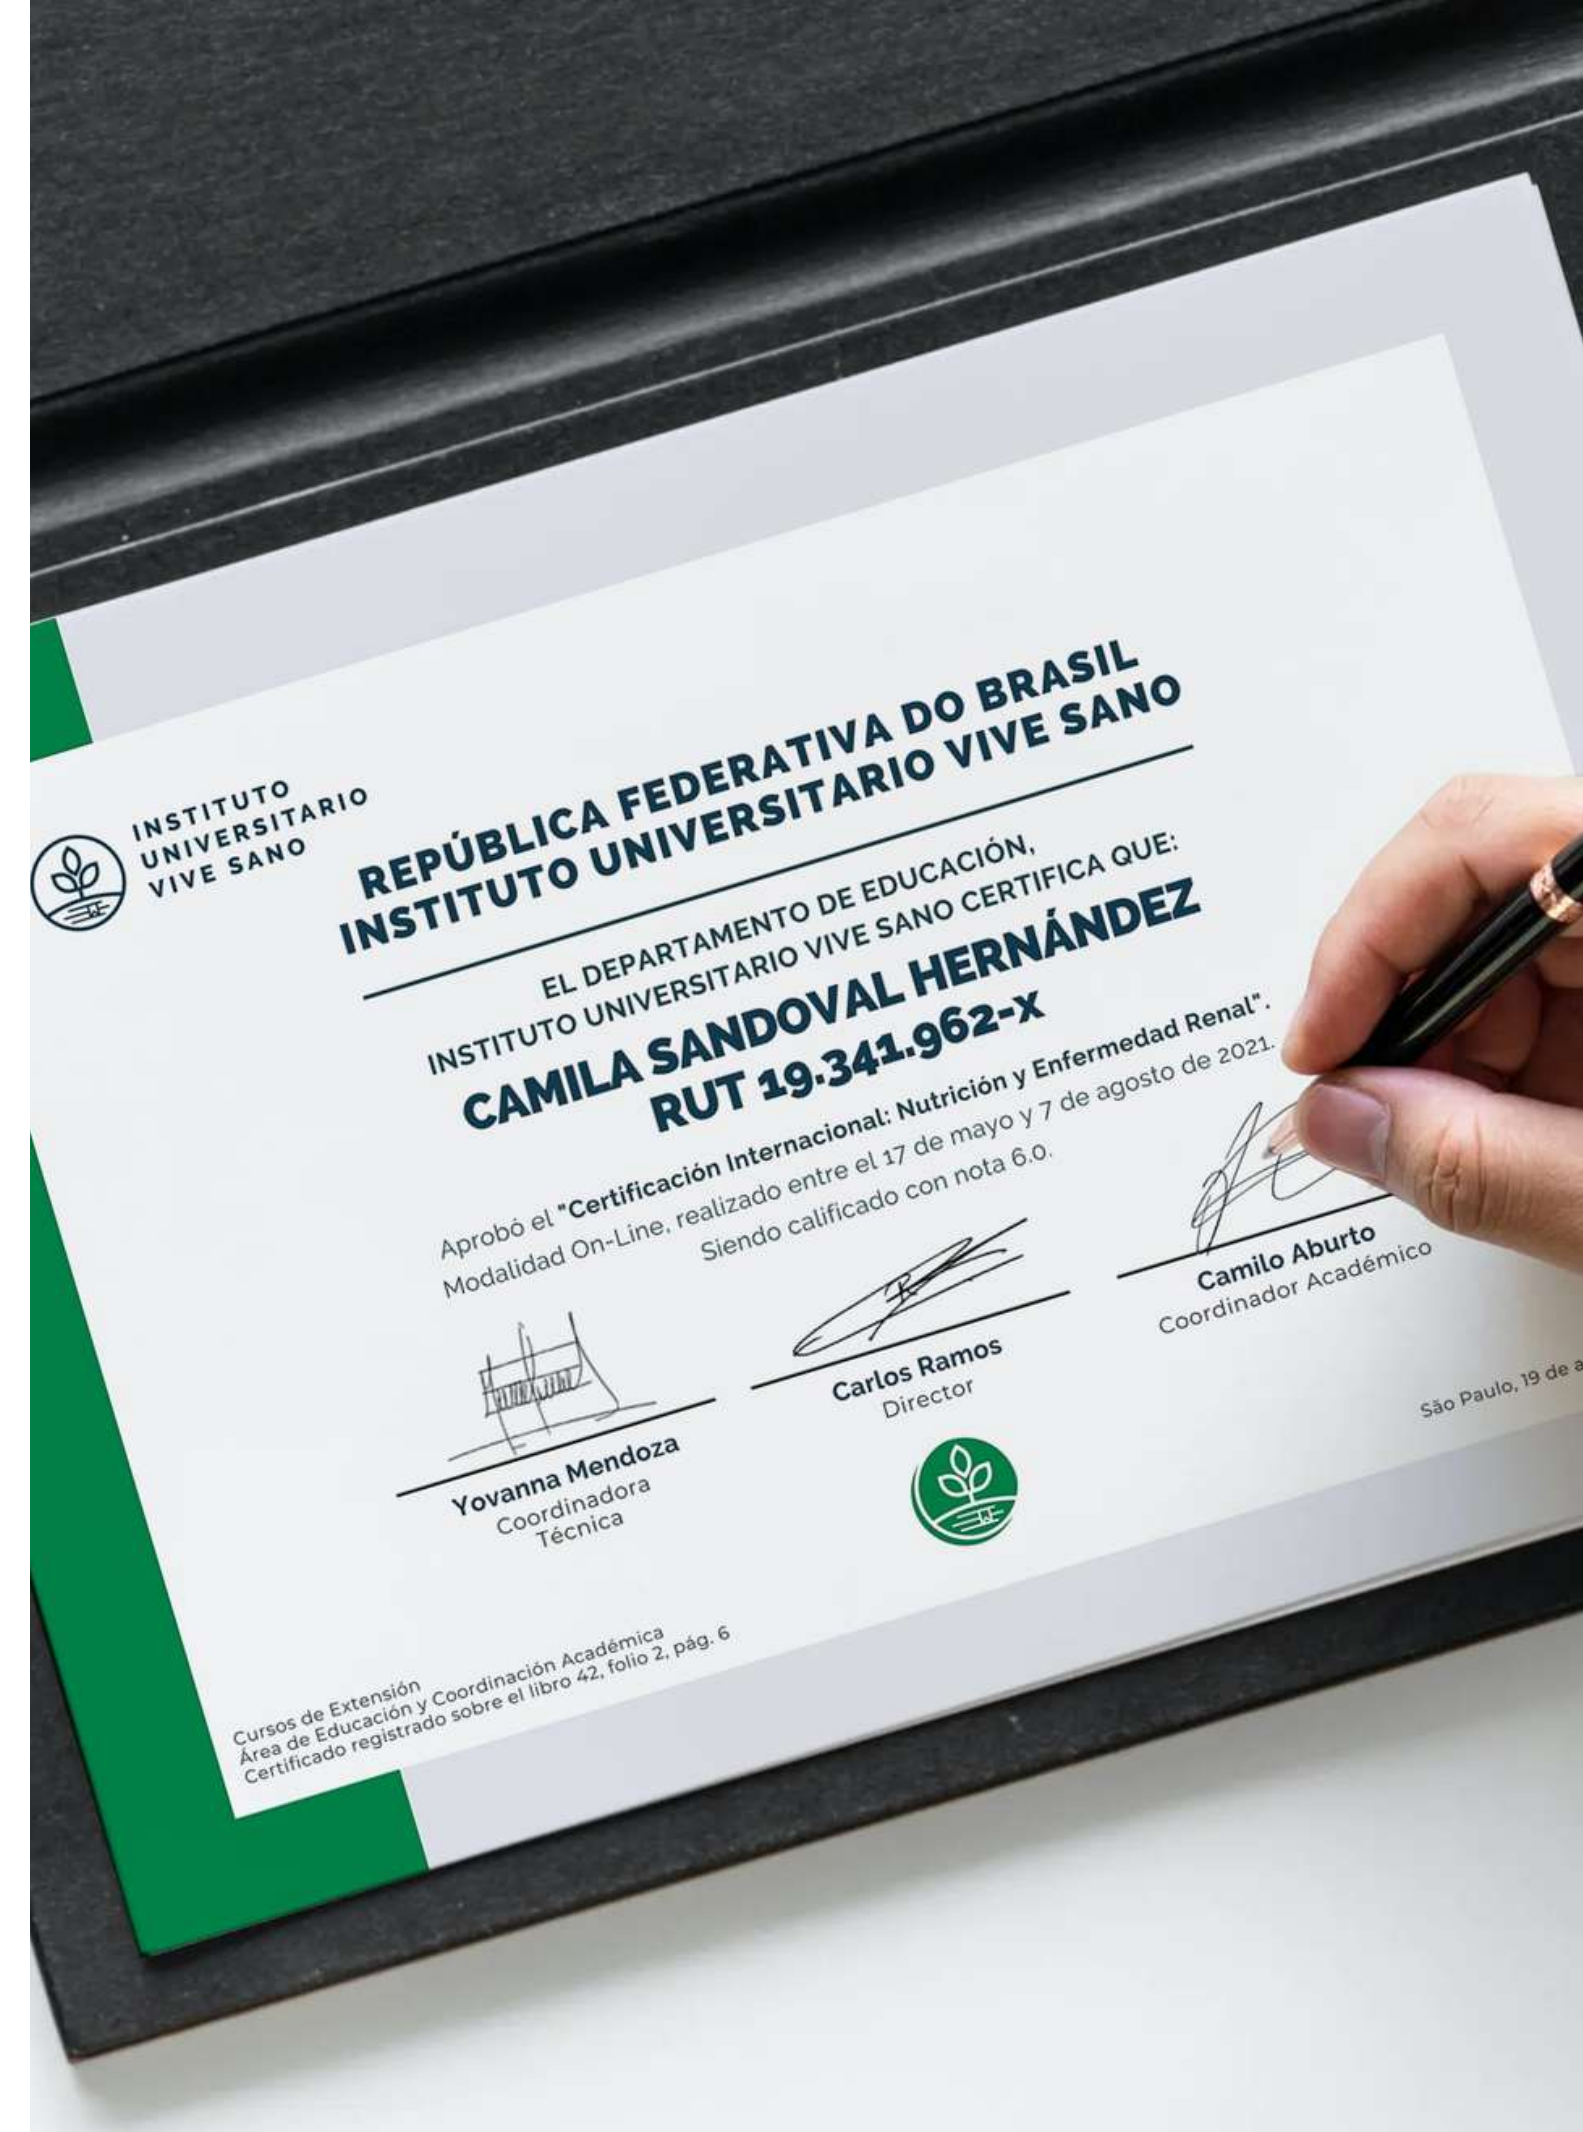 INSTITUTO
UNIVERSITARIO
VIVE SANO
REPÚBLICA FEDERATIVA DO BRASIL
INSTITUTO UNIVERSITARIO VIVE SANO
EL DEPARTAMENTO DE EDUCACIÓN,
INSTITUTO UNIVERSITARIO VIVE SANO CERTIFICA QUE:
CAMILA SANDOVAL HERNÁNDEZ
RUT 19.341.962-X
Aprobó el "Certificación Internacional: Nutrición y Enfermedad Renal".
Modalidad On-Line, realizado entre el 17 de mayo y 7 de agosto de 2021.
Siendo calificado con nota 6.0.
Yovanna Mendoza
Coordinadora
Técnica
Carlos Ramos
Director
Camilo Aburto
Coordinador Académico
São Paulo, 19 de a
Cursos de Extensión
Área de Educación y Coordinación Académica
Certificado registrado sobre el libro 42, folio 2, pág. 6